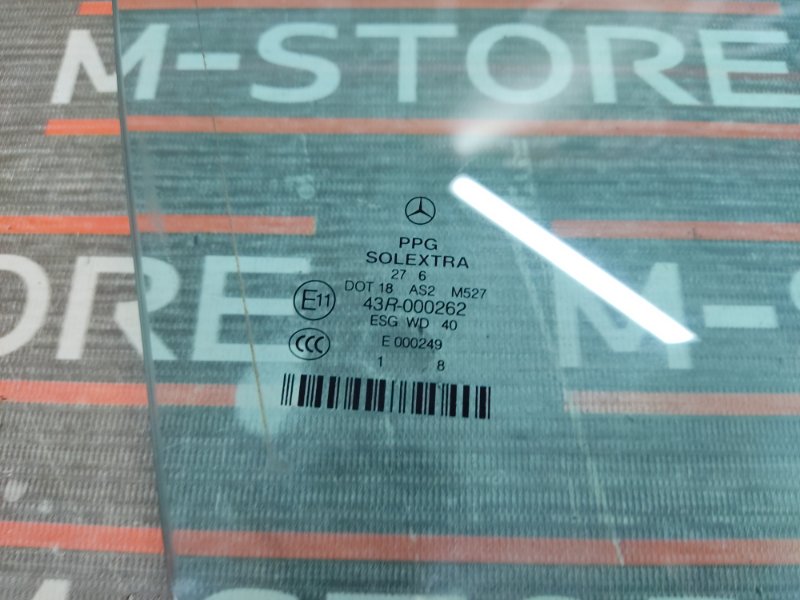 M-STORE
PPG
SOLEXTRA
27 6
DOT 18 AS2 M527
E11 43R-000262
ESG WD 40
CCC E 000249
1 8
ORE M-S